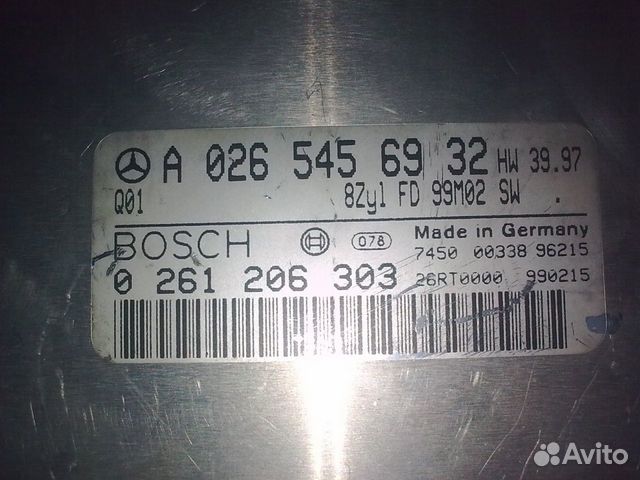 A 026 545 69 32 HW 39.97
Q01 8Zyl FD 99M02 SW .
BOSCH 078 Made in Germany
7450 00338 96215
0 261 206 303 26RT0000 990215
Avito